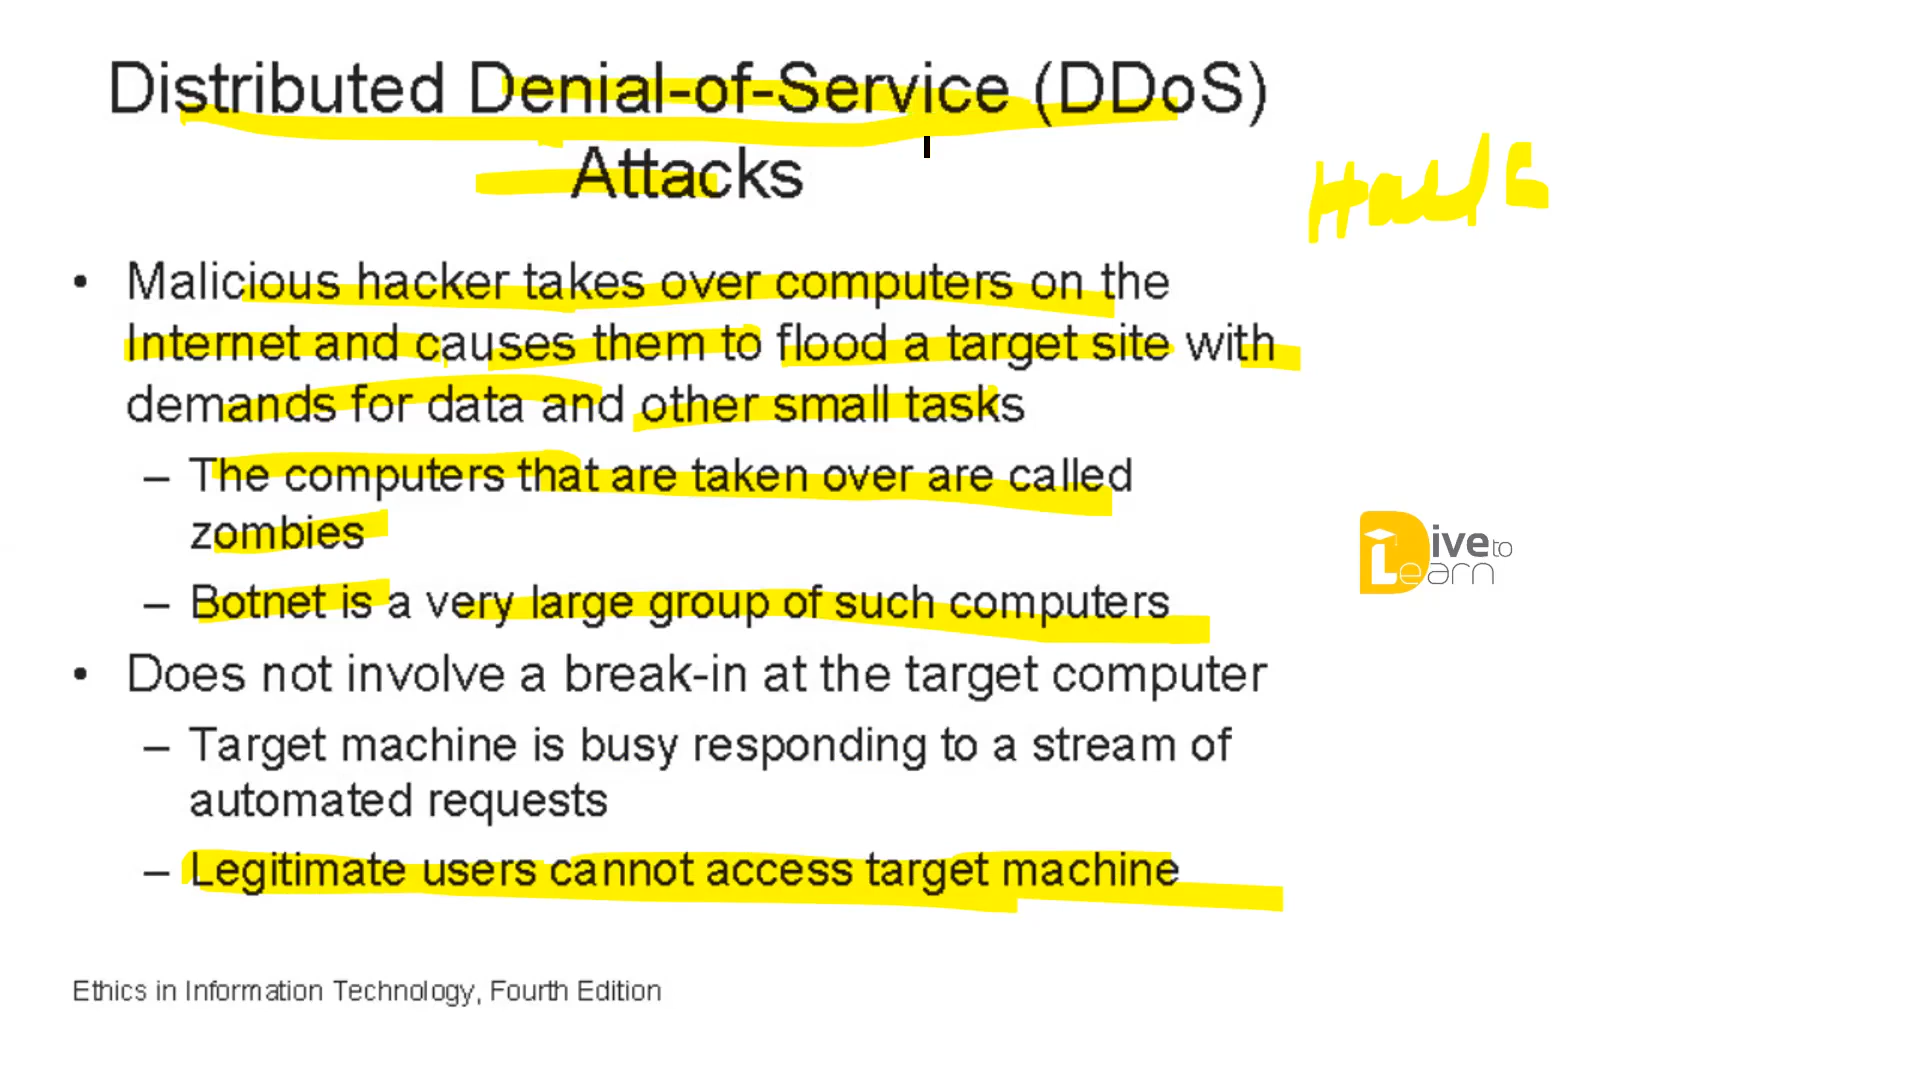 Distributed Denial-of-Service (DDoS)
Attacks
• Malicious hacker takes over computers on the
Internet and causes them to flood a target site with
demands for data and other small tasks
– The computers that are taken over are called
zombies
– Botnet is a very large group of such computers
• Does not involve a break-in at the target computer
– Target machine is busy responding to a stream of
automated requests
– Legitimate users cannot access target machine
Dive to
Learn
Ethics in Information Technology, Fourth Edition